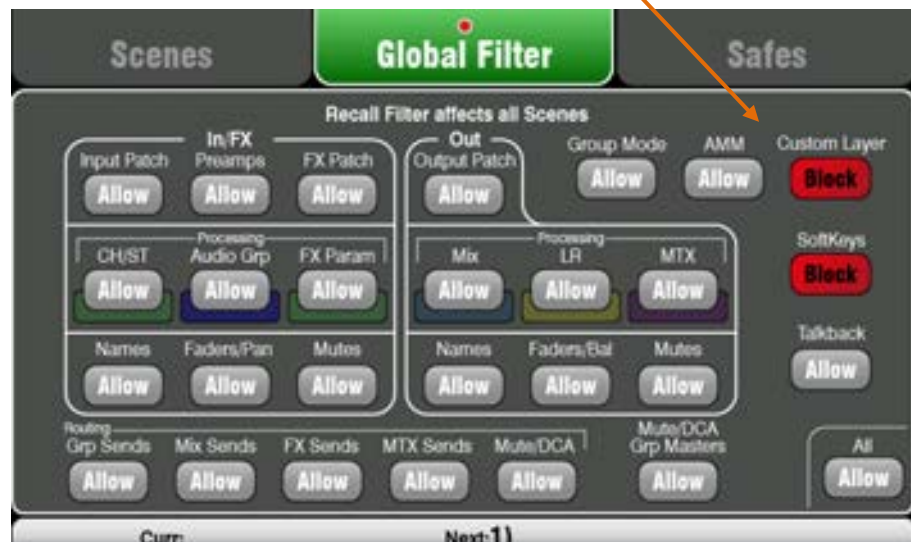 Scenes
Global Filter
Safes
Recall Filter affects all Scenes
In/FX
Input Patch
Preamps
FX Patch
Allow
Allow
Allow
Out
Output Patch
Allow
Group Mode
Allow
AMM
Allow
Custom Layer
Block
Processing
CH/ST
Audio Grp
FX Param
Allow
Allow
Allow
Processing
Mix
LR
MTX
Allow
Allow
Allow
SoftKeys
Block
Names
Faders/Pan
Mutes
Allow
Allow
Allow
Names
Faders/Bal
Mutes
Allow
Allow
Allow
Talkback
Allow
Routing
Grp Sends
Mix Sends
FX Sends
MTX Sends
Mute/DCA
Allow
Allow
Allow
Allow
Allow
Mute/DCA
Grp Masters
Allow
All
Allow
Curr:
Next:1)